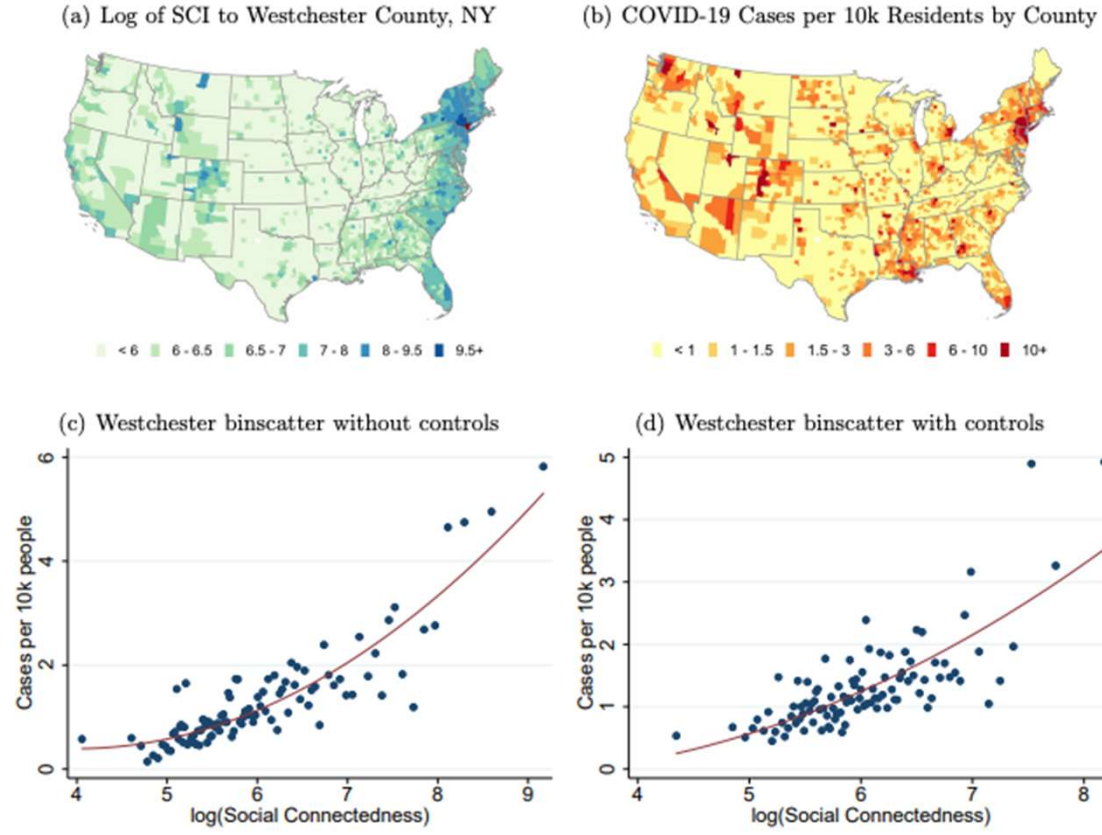 (a) Log of SCI to Westchester County, NY
(b) COVID-19 Cases per 10k Residents by County
< 6 6 - 6.5 6.5 - 7 7 - 8 8 - 9.5 9.5+
< 1 1 - 1.5 1.5 - 3 3 - 6 6 - 10 10+
(c) Westchester binscatter without controls
Cases per 10k people
6
4
2
0
4 5 6 7 8 9
log(Social Connectedness)
(d) Westchester binscatter with controls
Cases per 10k people
5
4
3
2
1
0
4 5 6 7 8
log(Social Connectedness)